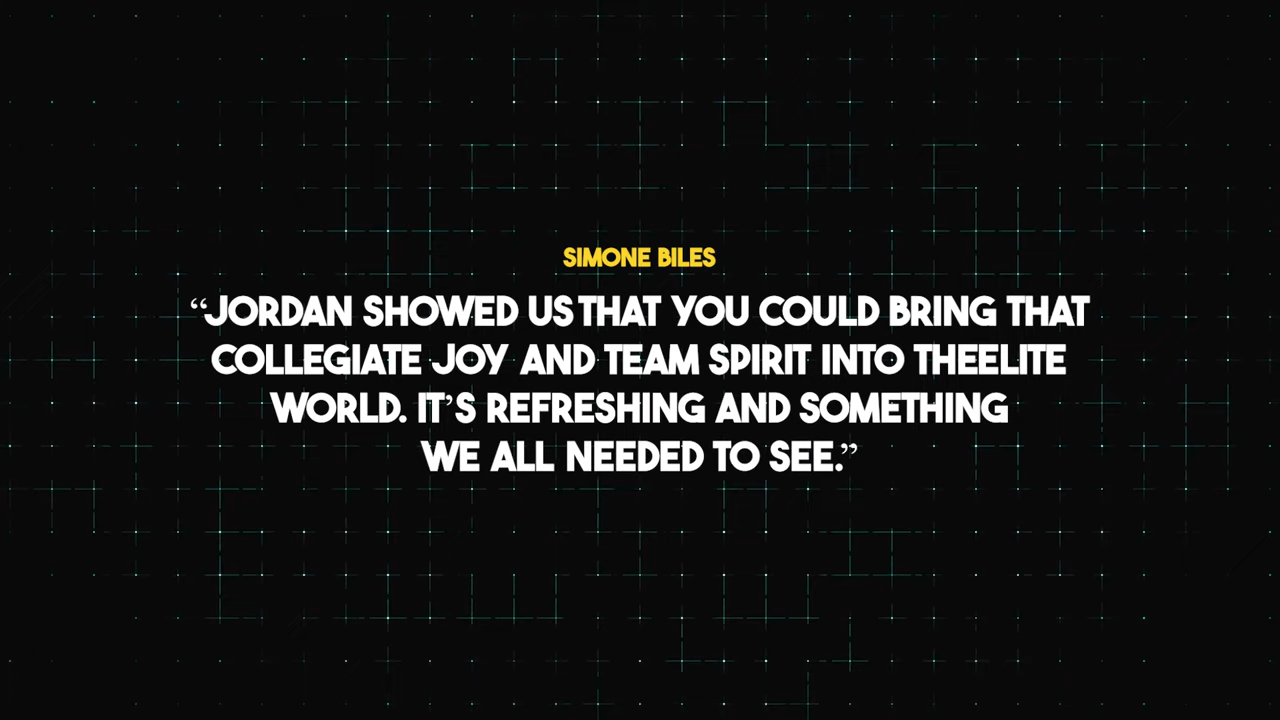 SIMONE BILES
“JORDAN SHOWED US THAT YOU COULD BRING THAT
COLLEGIATE JOY AND TEAM SPIRIT INTO THEELITE
WORLD. IT’S REFRESHING AND SOMETHING
WE ALL NEEDED TO SEE.”